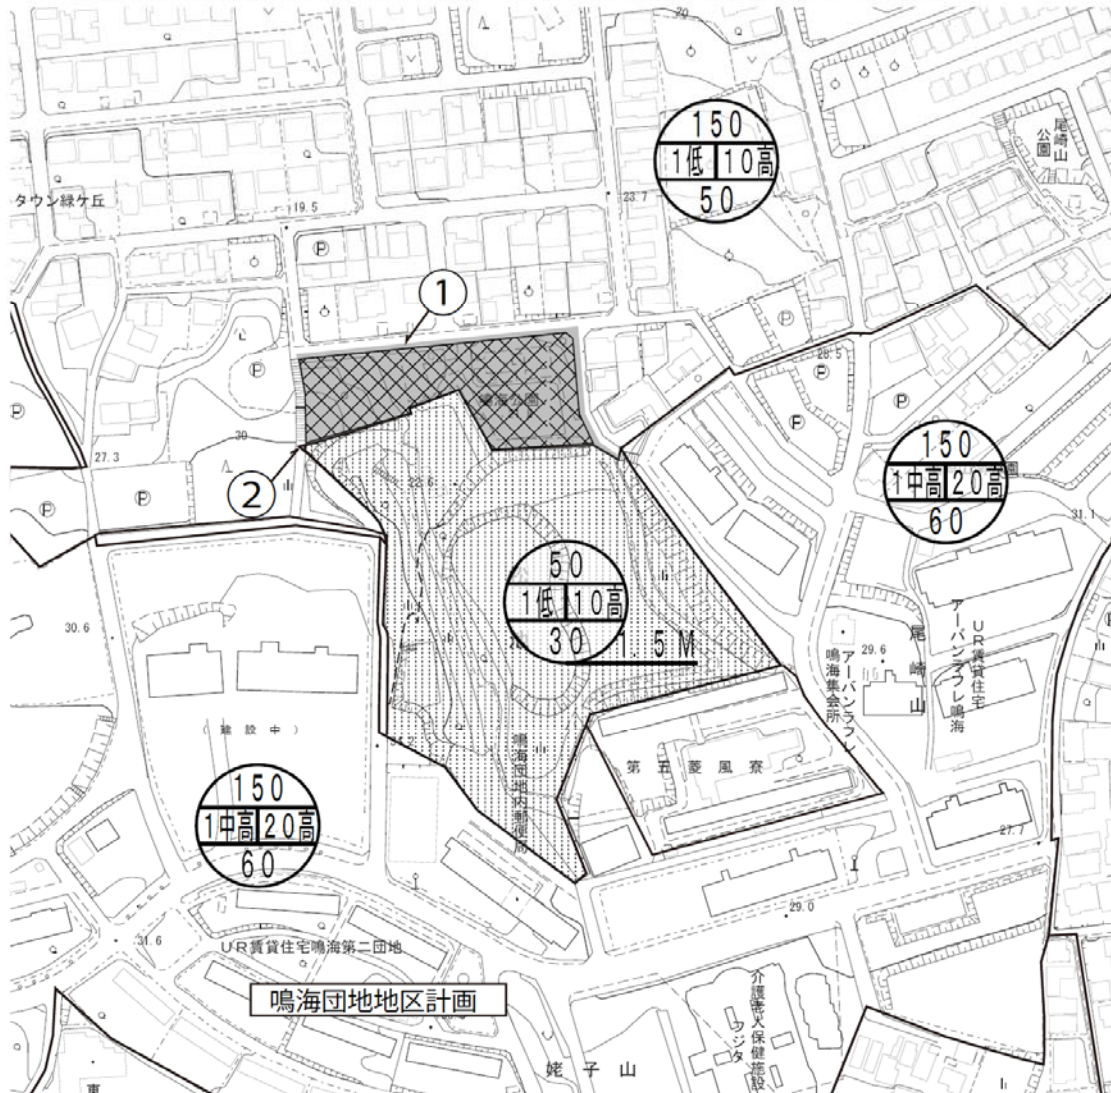 20
150
1低 10高
50
尾崎山
公園
タウン緑ケ丘
19.5
23.7
P
①
P
P
28.5
P
P
P
鳴海公園
30
27.3
P
P
②
22.6
150
1中高 20高
60
園
31.1
50
1低 10高
30 1.5M
30.6
29.6
尾崎山
アーバンラフレ
鳴海集会所
UR賃貸住宅
アーバンラフレ鳴海
(建設中)
鳴海団地内郵便局
第五菱風寮
150
1中高 20高
60
27.7
29.0
31.6
UR賃貸住宅鳴海第二団地
鳴海団地地区計画
介護老人保健施設
フジタ
姥子山
東